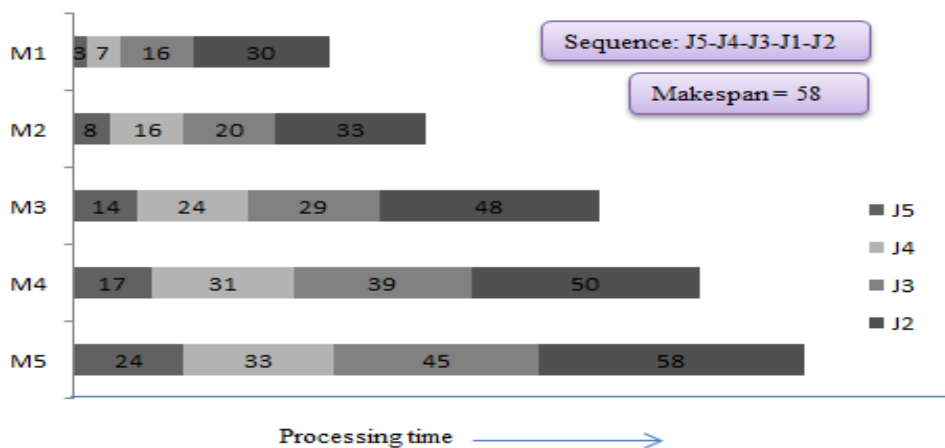 Sequence: J5-J4-J3-J1-J2
Makespan = 58
M1 3 7 16 30
M2 8 16 20 33
M3 14 24 29 48
M4 17 31 39 50
M5 24 33 45 58
J5
J4
J3
J2
Processing time